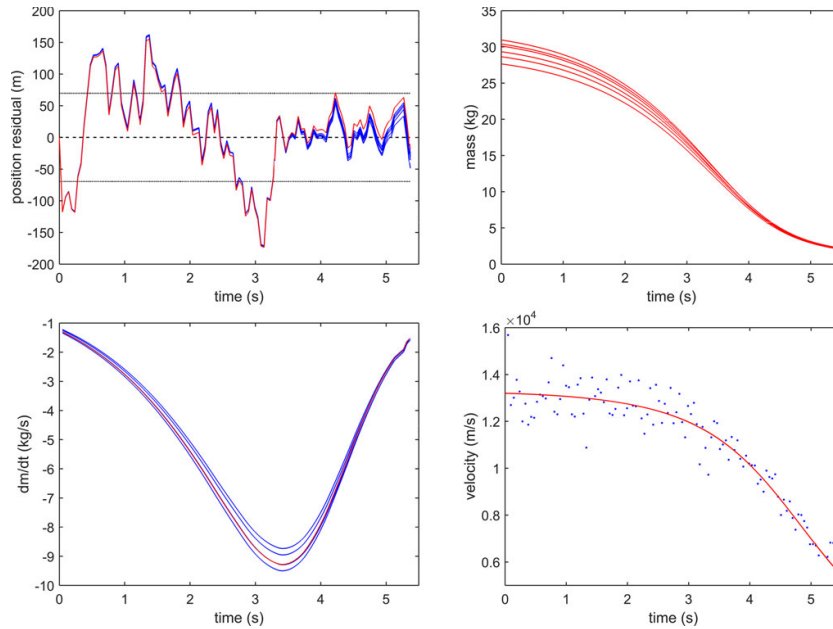 200
150
100
50
0
-50
-100
-150
-200
0 1 2 3 4 5
position residual (m)
time (s)
35
30
25
20
15
10
5
0
0 1 2 3 4 5
mass (kg)
time (s)
-1
-2
-3
-4
-5
-6
-7
-8
-9
-10
0 1 2 3 4 5
dm/dt (kg/s)
time (s)
×10⁴
1.6
1.4
1.2
1
0.8
0.6
0 1 2 3 4 5
velocity (m/s)
time (s)